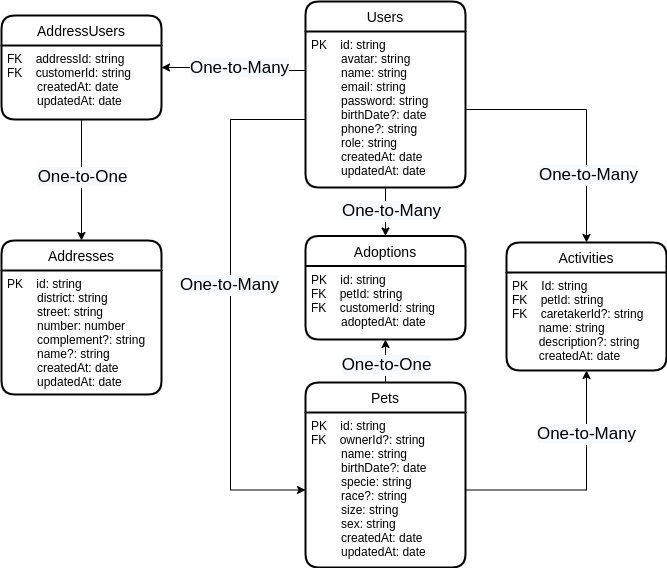 AddressUsers
FK addressId: string
FK customerId: string
createdAt: date
updatedAt: date
One-to-Many
Users
PK id: string
avatar: string
name: string
email: string
password: string
birthDate?: date
phone?: string
role: string
createdAt: date
updatedAt: date
One-to-One
One-to-Many
One-to-Many
Addresses
PK id: string
district: string
street: string
number: number
complement?: string
name?: string
createdAt: date
updatedAt: date
One-to-Many
Adoptions
PK id: string
FK petId: string
FK customerId: string
adoptedAt: date
Activities
PK Id: string
FK petId: string
FK caretakerId?: string
name: string
description?: string
createdAt: date
One-to-One
Pets
PK id: string
FK ownerId?: string
name: string
birthDate?: date
specie: string
race?: string
size: string
sex: string
createdAt: date
updatedAt: date
One-to-Many